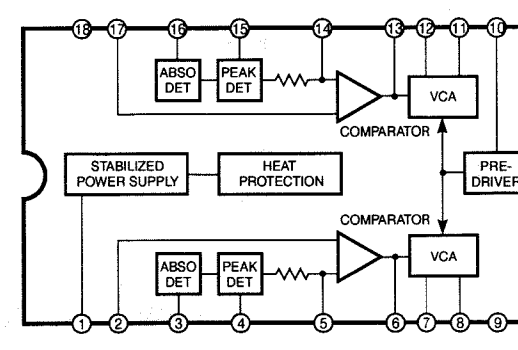 18 17 16 15 14 13 12 11 10
ABSO DET
PEAK DET
VCA
COMPARATOR
STABILIZED POWER SUPPLY
HEAT PROTECTION
PRE-DRIVER
COMPARATOR
ABSO DET
PEAK DET
VCA
1 2 3 4 5 6 7 8 9